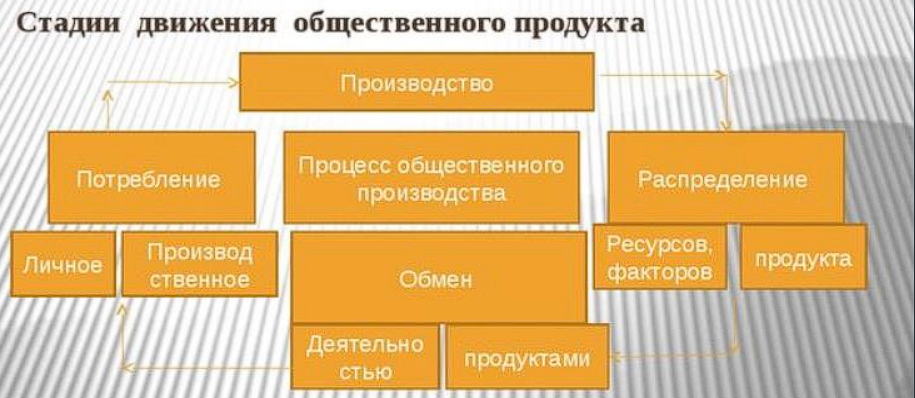 Стадии движения общественного продукта
Производство
Потребление
Процесс общественного
производства
Распределение
Личное
Производ
ственное
Обмен
Ресурсов,
факторов
продукта
Деятельно
стью
продуктами